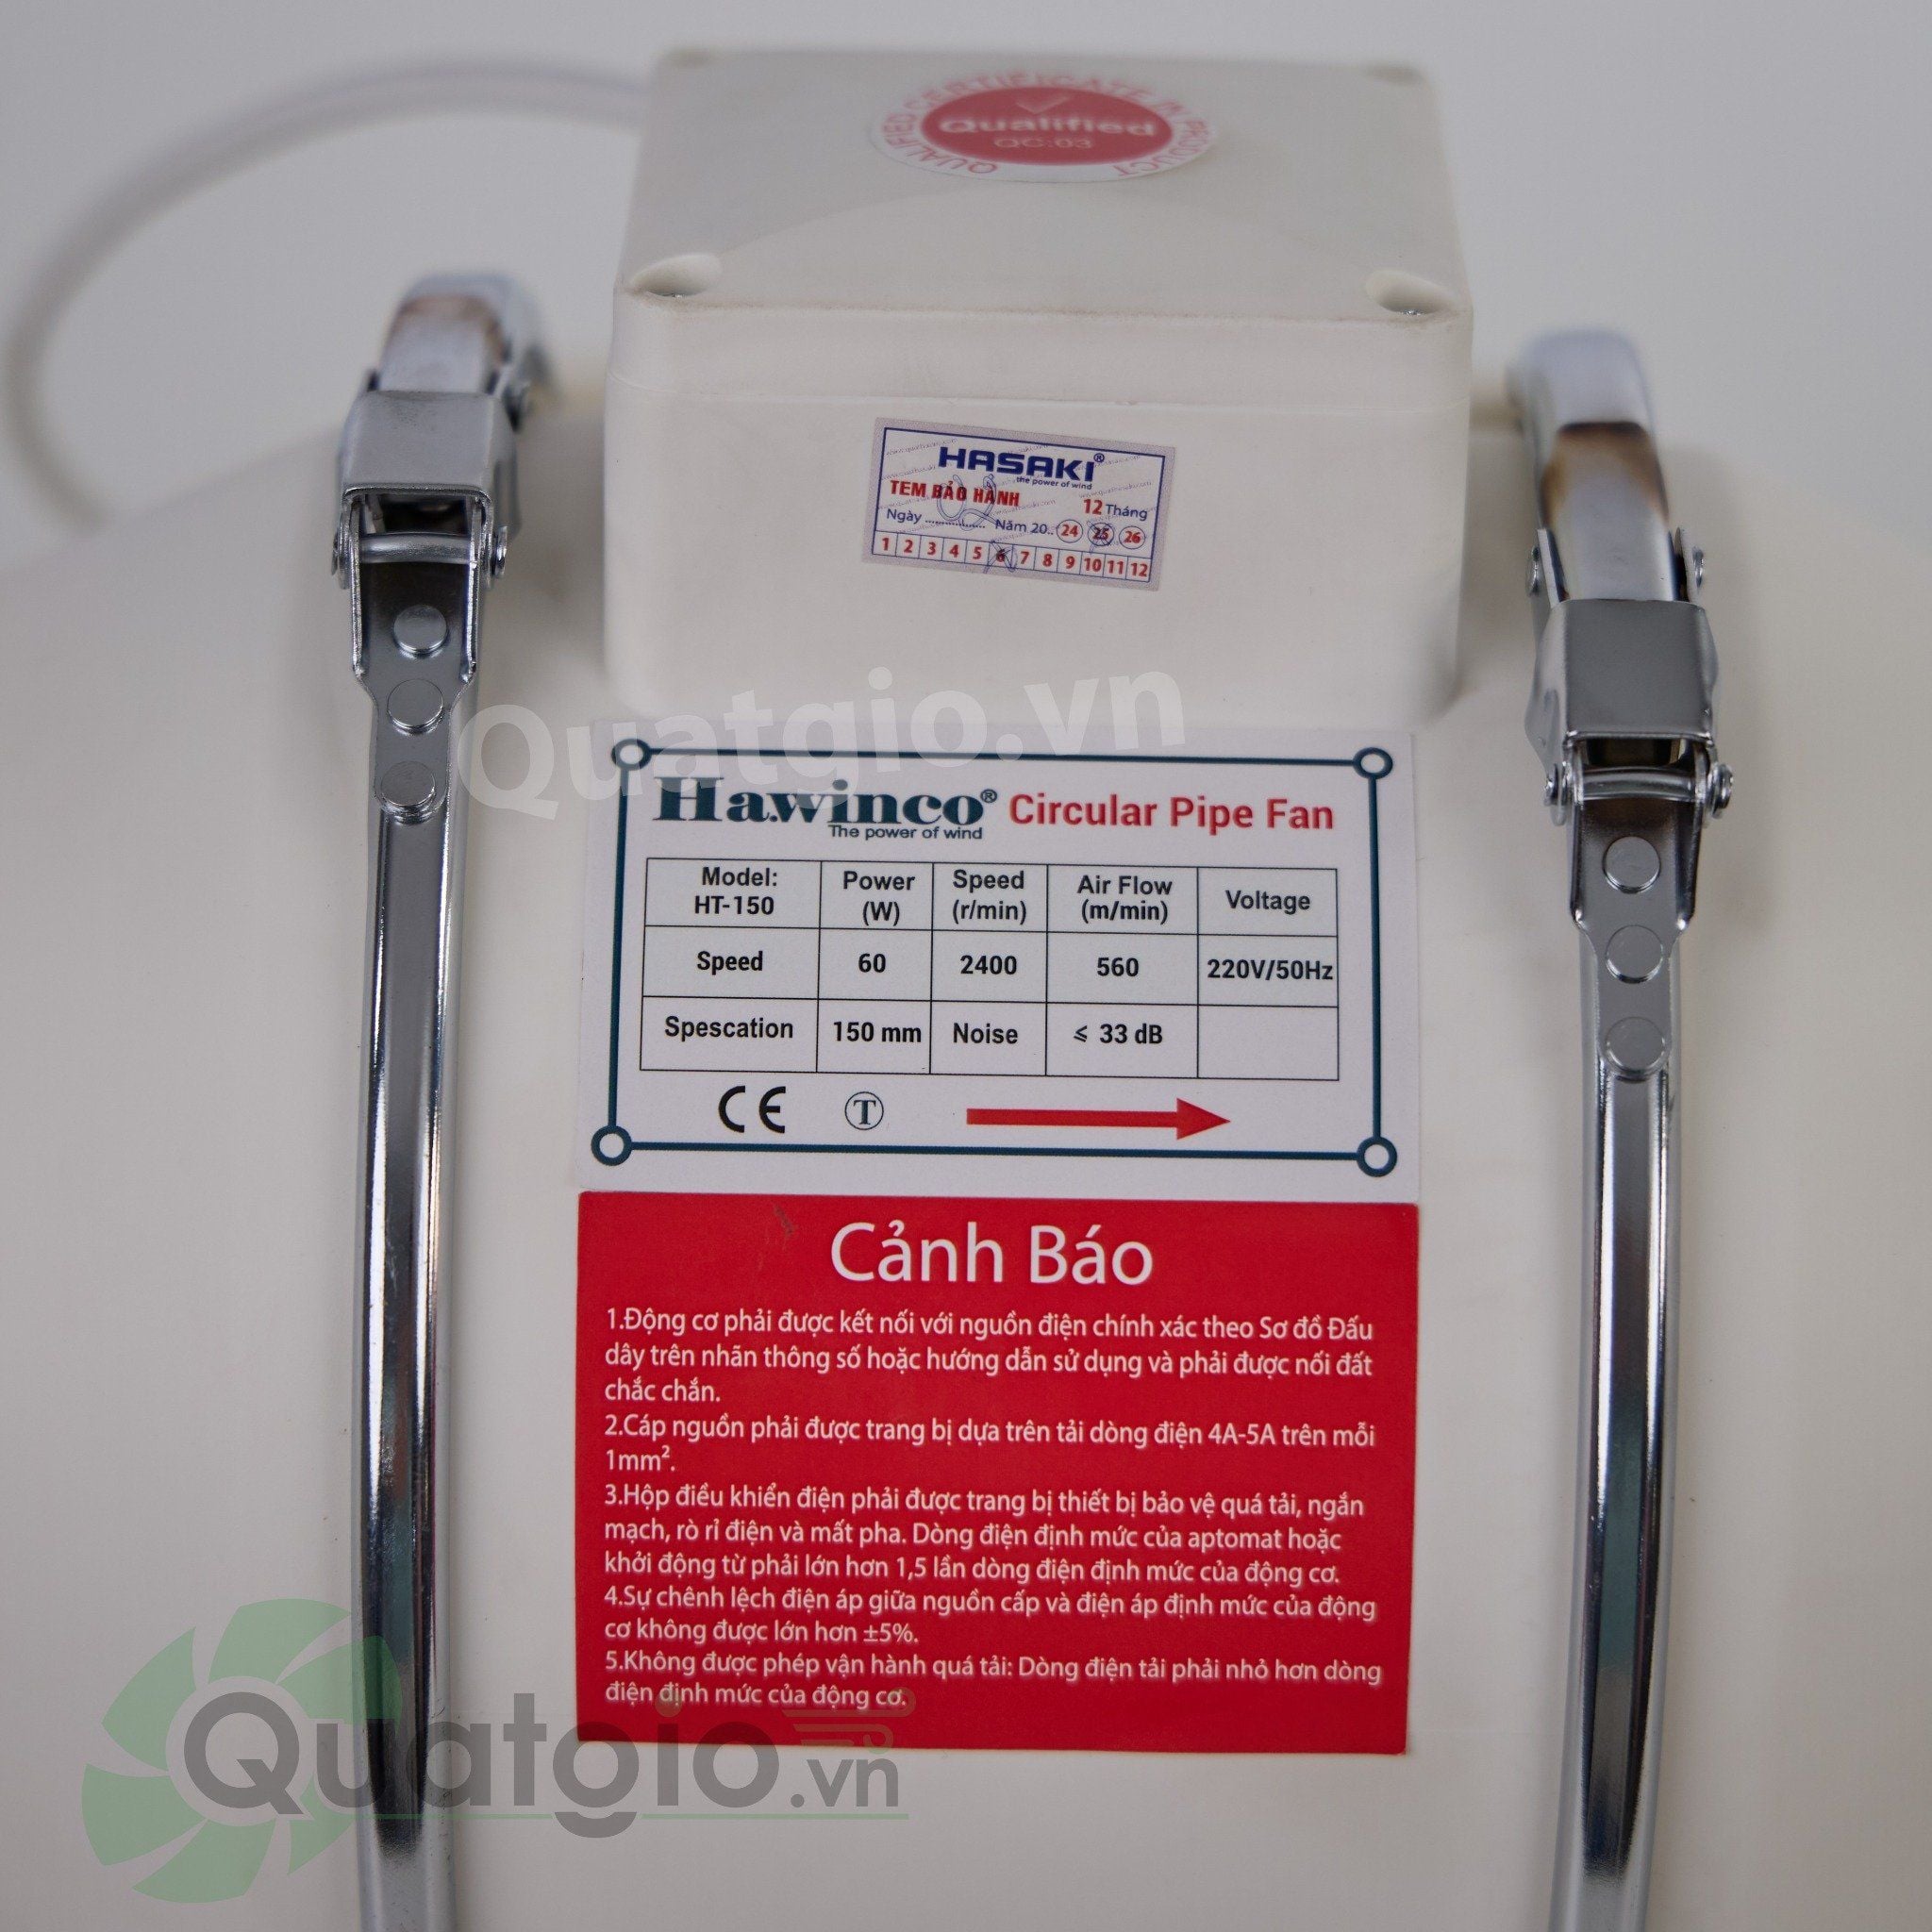 QUALIFIED CERTIFICATE IN PRODUCT
Qualified
QC:03
HASAKI®
the power of wind
TEM BẢO HÀNH
12 Tháng
Ngày ............... Năm 20.. 24 25 26
1 2 3 4 5 6 7 8 9 10 11 12
Quatgio.vn
Hawinco® Circular Pipe Fan
The power of wind
Model: HT-150 Power (W) Speed (r/min) Air Flow (m/min) Voltage
Speed 60 2400 560 220V/50Hz
Spescation 150 mm Noise ⩽ 33 dB
CE T
Cảnh Báo
1.Động cơ phải được kết nối với nguồn điện chính xác theo Sơ đồ Đấu
dây trên nhãn thông số hoặc hướng dẫn sử dụng và phải được nối đất
chắc chắn.
2.Cáp nguồn phải được trang bị dựa trên tải dòng điện 4A-5A trên mỗi
1mm².
3.Hộp điều khiển điện phải được trang bị thiết bị bảo vệ quá tải, ngắn
mạch, rò rỉ điện và mất pha. Dòng điện định mức của aptomat hoặc
khởi động từ phải lớn hơn 1,5 lần dòng điện định mức của động cơ.
4.Sự chênh lệch điện áp giữa nguồn cấp và điện áp định mức của động
cơ không được lớn hơn ±5%.
5.Không được phép vận hành quá tải: Dòng điện tải phải nhỏ hơn dòng
điện định mức của động cơ.
Quatgio.vn